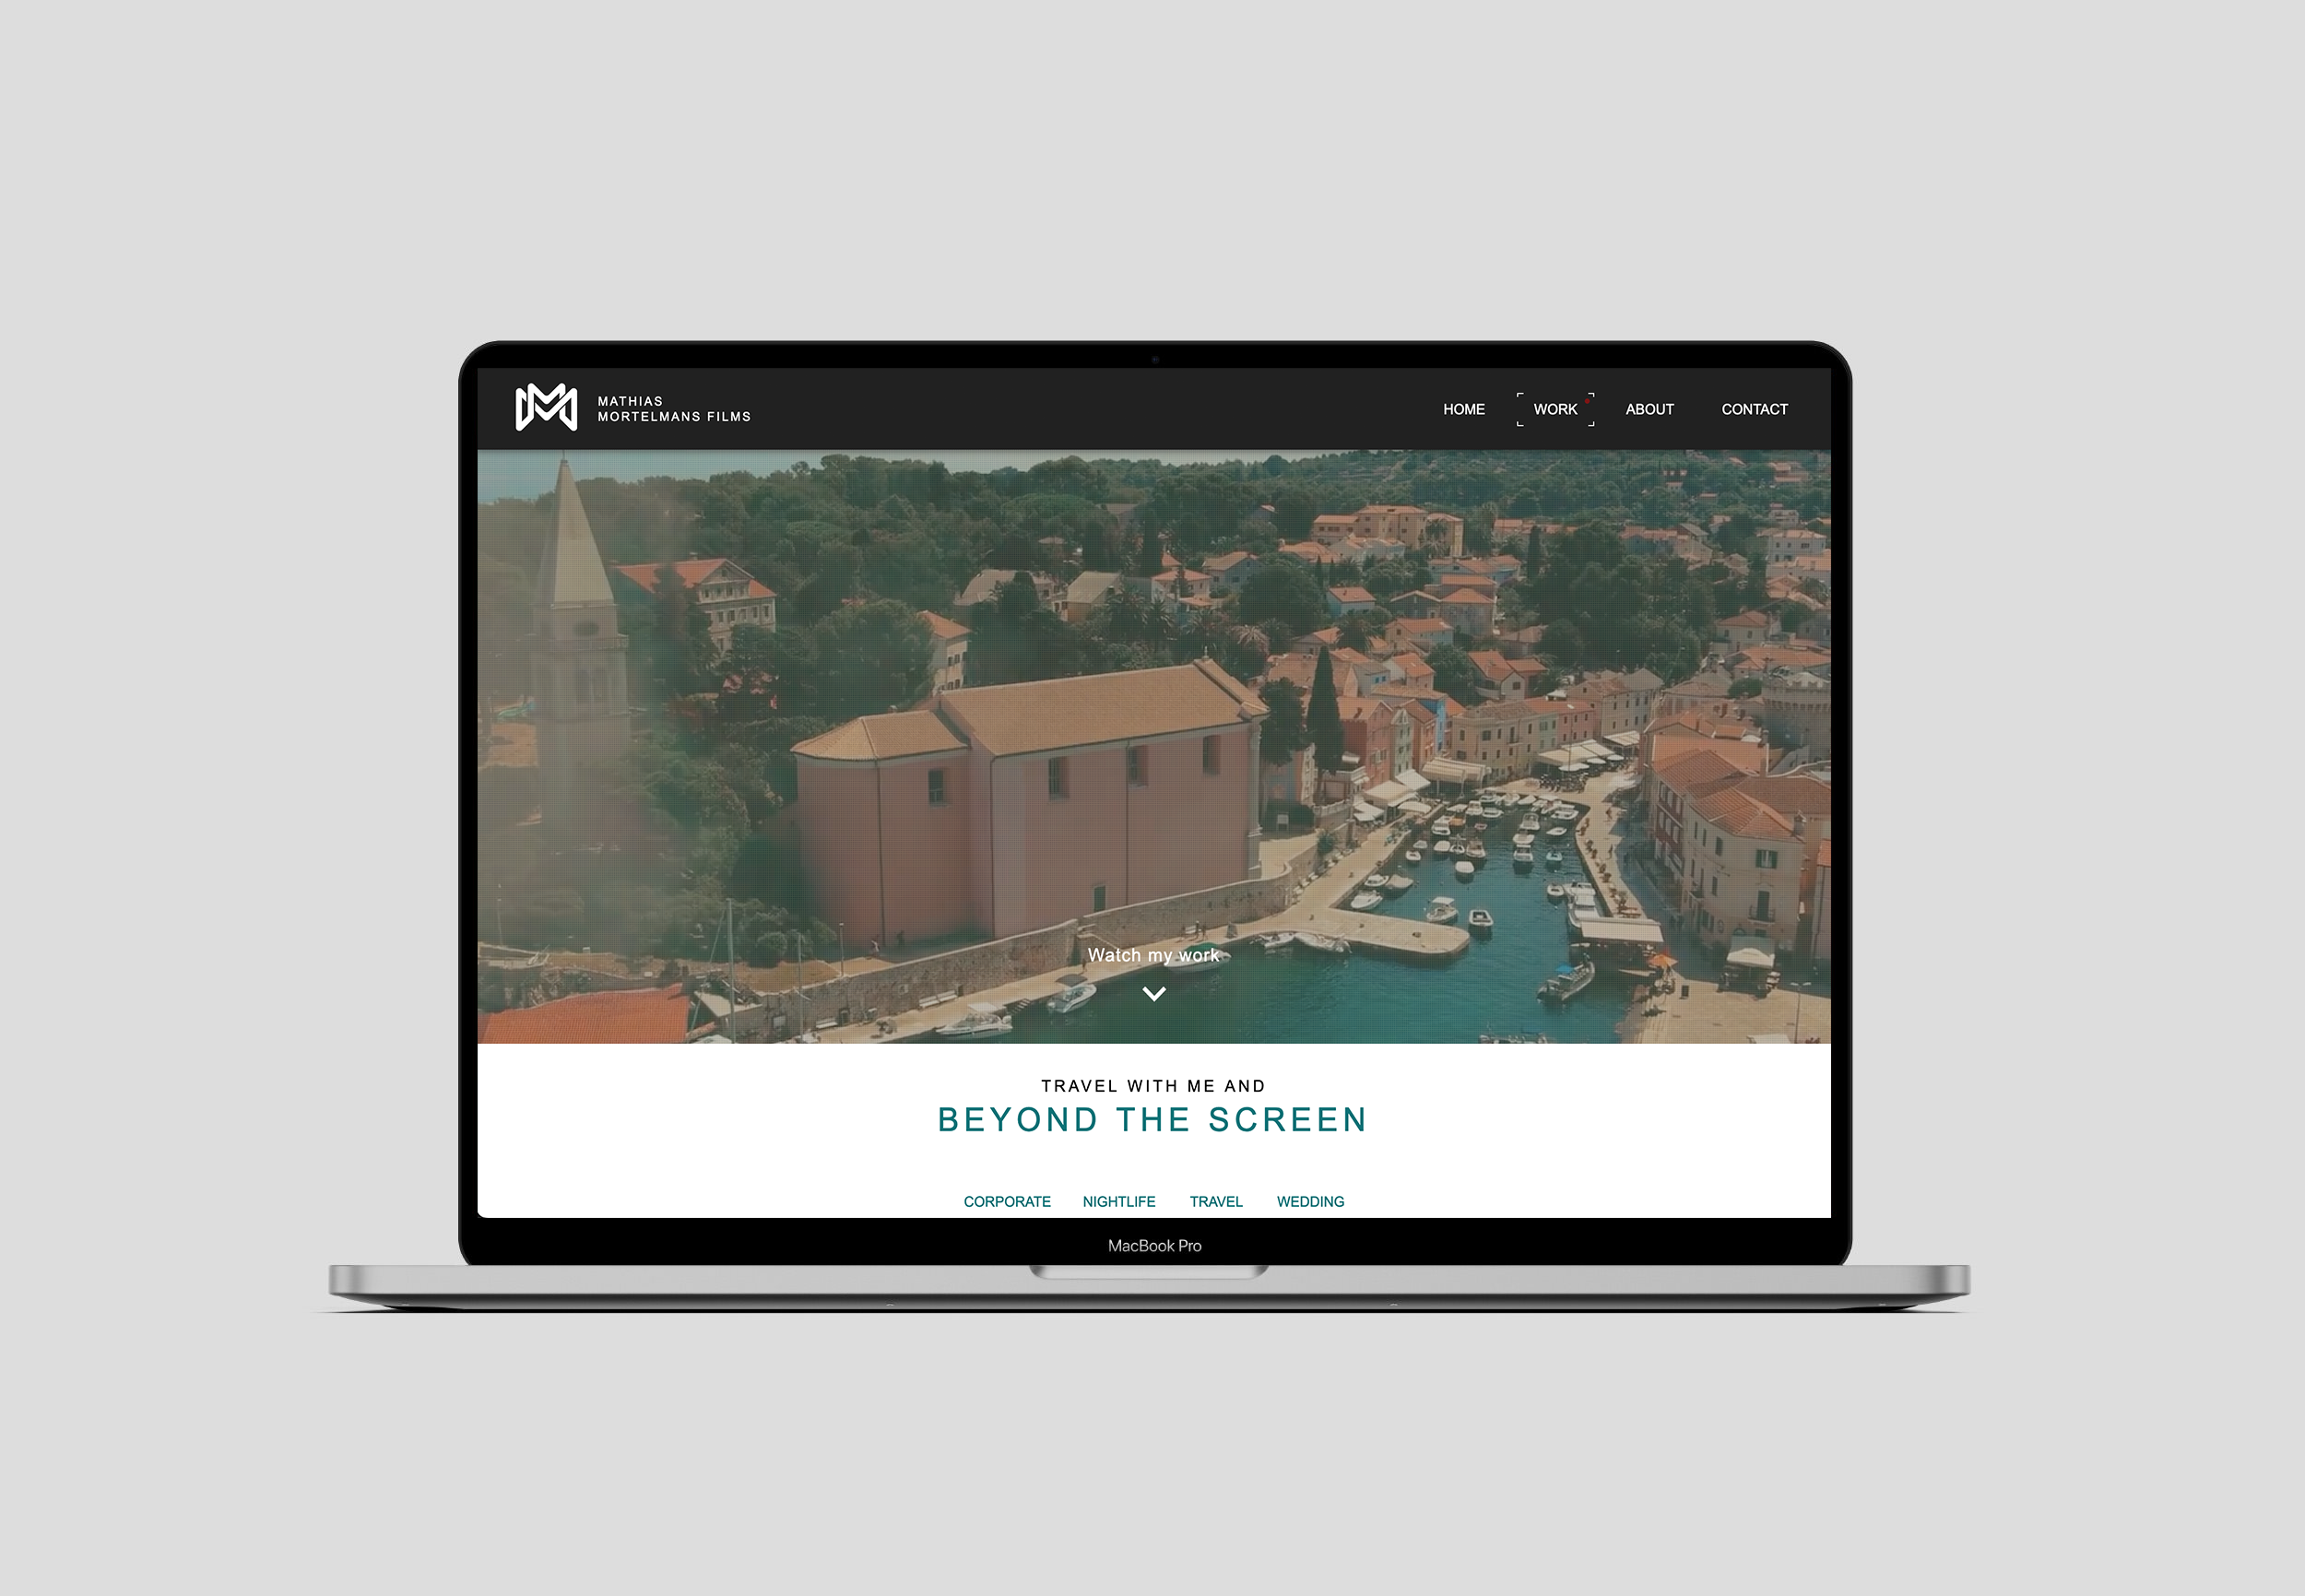 MATHIAS
MORTELMANS FILMS
HOME WORK ABOUT CONTACT
Watch my work
TRAVEL WITH ME AND
BEYOND THE SCREEN
CORPORATE NIGHTLIFE TRAVEL WEDDING
MacBook Pro